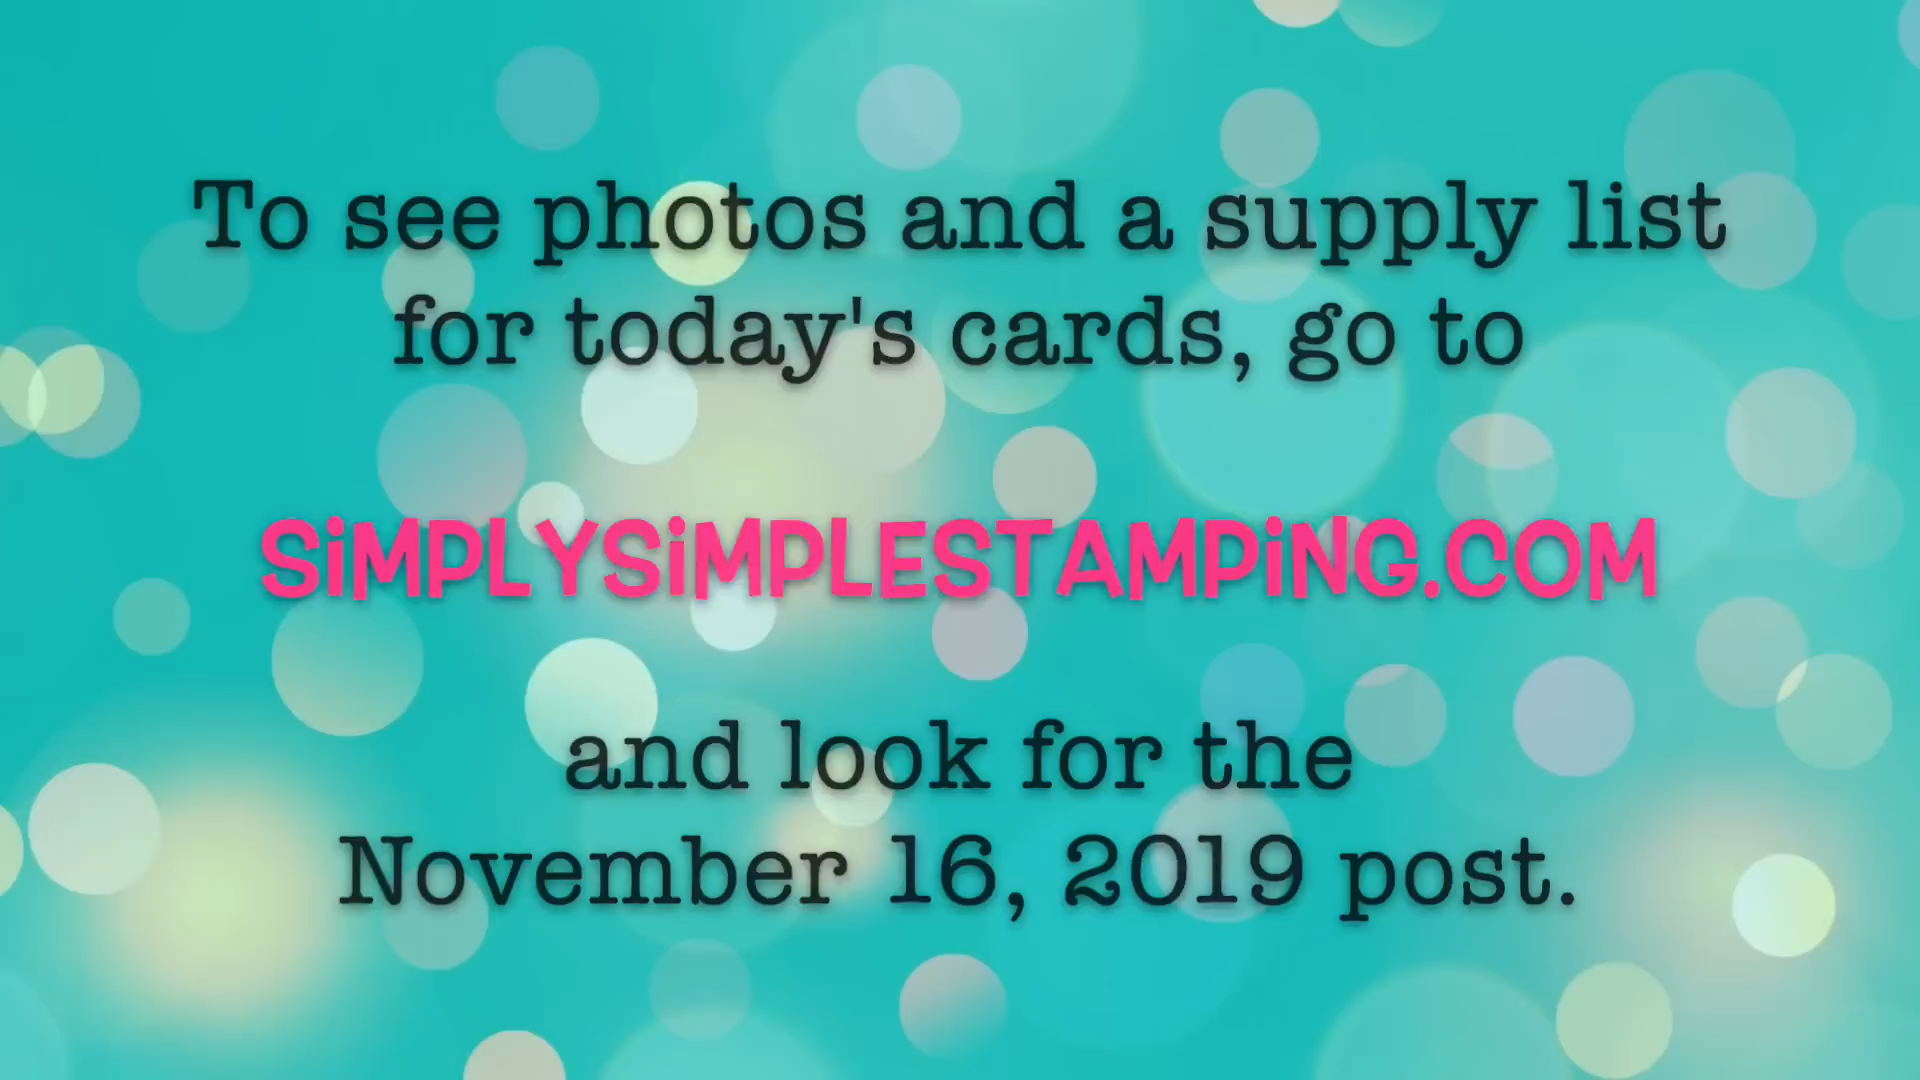 To see photos and a supply list
for today's cards, go to
SiMPLYSiMPLESTAMPiNG.COM
and look for the
November 16, 2019 post.